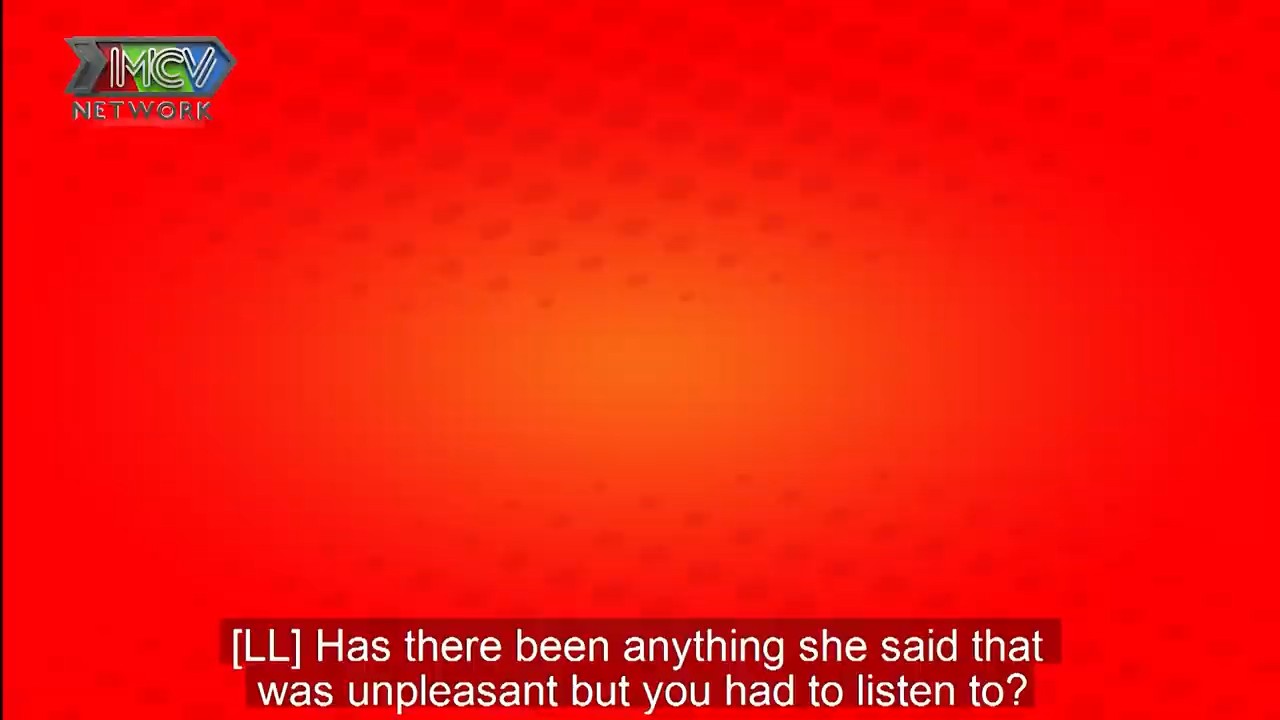 MCV
NETWORK
[LL] Has there been anything she said that
was unpleasant but you had to listen to?